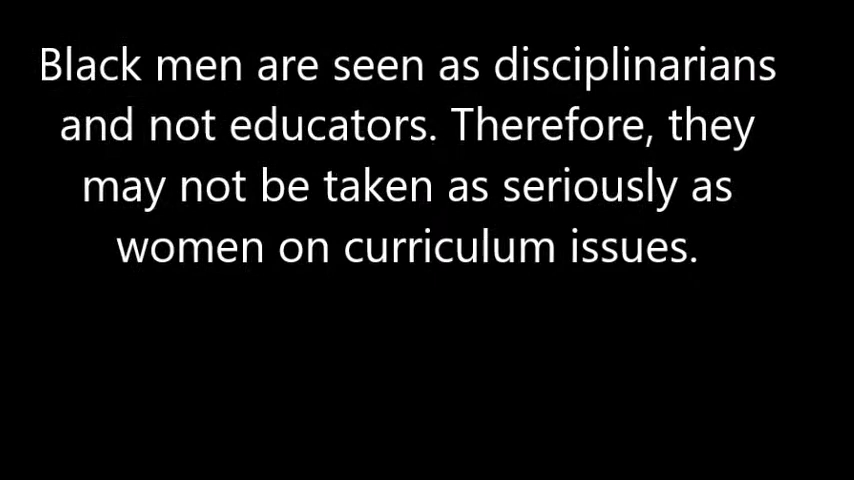 Black men are seen as disciplinarians
and not educators. Therefore, they
may not be taken as seriously as
women on curriculum issues.